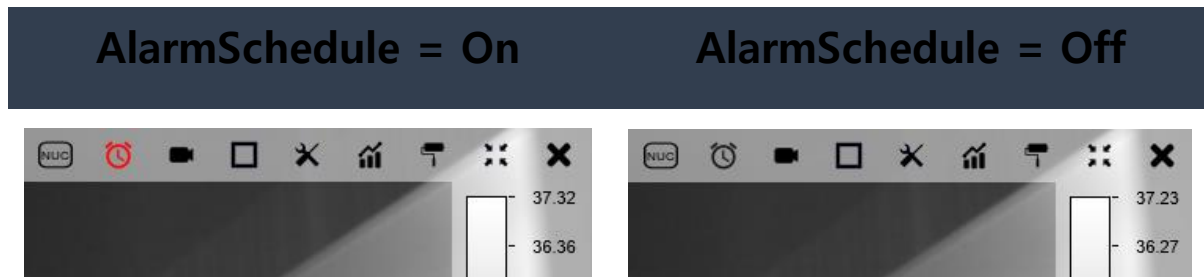 AlarmSchedule = On
AlarmSchedule = Off
NUC
37.32
36.36
NUC
37.23
36.27